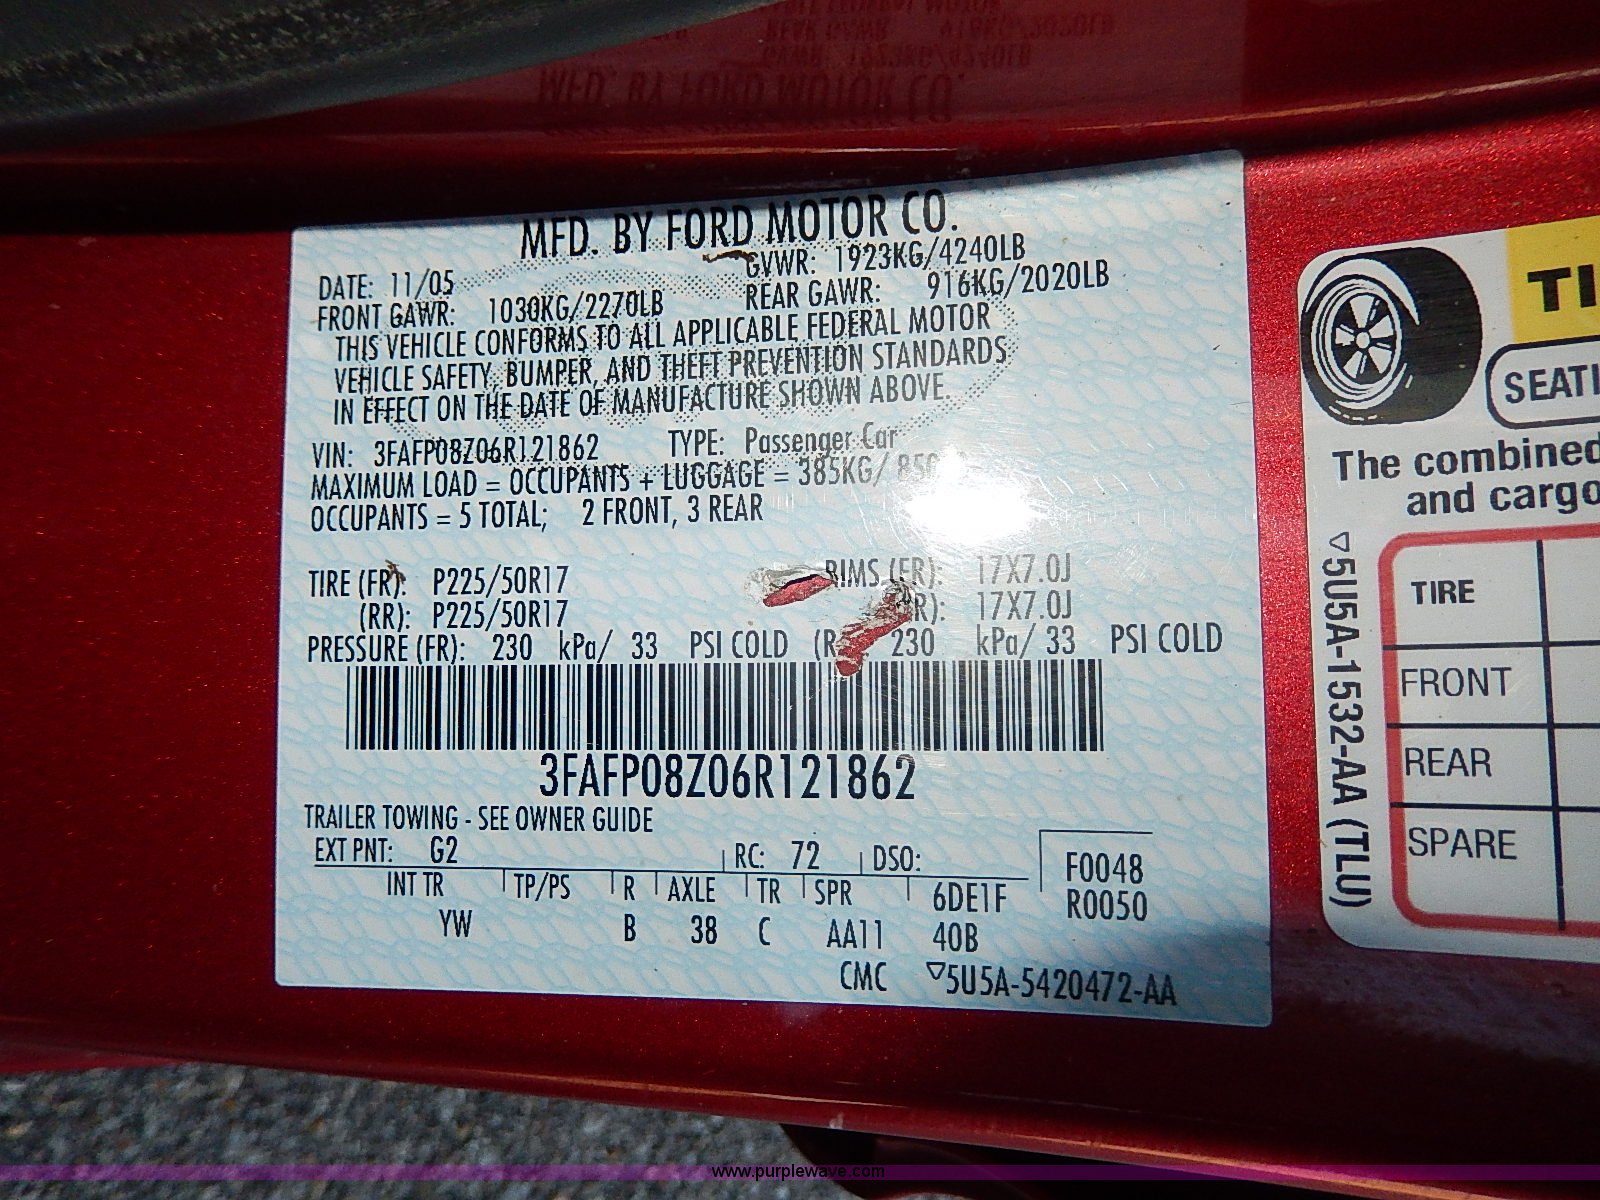 MFD. BY FORD MOTOR CO.
DATE: 11/05 GVWR: 1923KG/4240LB
FRONT GAWR: 1030KG/2270LB REAR GAWR: 916KG/2020LB
THIS VEHICLE CONFORMS TO ALL APPLICABLE FEDERAL MOTOR
VEHICLE SAFETY, BUMPER, AND THEFT PREVENTION STANDARDS
IN EFFECT ON THE DATE OF MANUFACTURE SHOWN ABOVE.
VIN: 3FAFP08Z06R121862 TYPE: Passenger Car
MAXIMUM LOAD = OCCUPANTS + LUGGAGE = 385KG/ 850
OCCUPANTS = 5 TOTAL; 2 FRONT, 3 REAR
TIRE (FR): P225/50R17 RIMS (FR): 17X7.0J
(RR): P225/50R17 R): 17X7.0J
PRESSURE (FR): 230 kPa/ 33 PSI COLD (R 230 kPa/ 33 PSI COLD
3FAFP08Z06R121862
TRAILER TOWING - SEE OWNER GUIDE
EXT PNT: G2 RC: 72 DSO: F0048
INT TR TP/PS R AXLE TR SPR 6DE1F R0050
YW B 38 C AA11 40B
CMC ▽5U5A-5420472-AA
TI
SEATI
The combined
and cargo
TIRE
FRONT
REAR
SPARE
▽5U5A-1532-AA (TLU)
www.purplewave.com